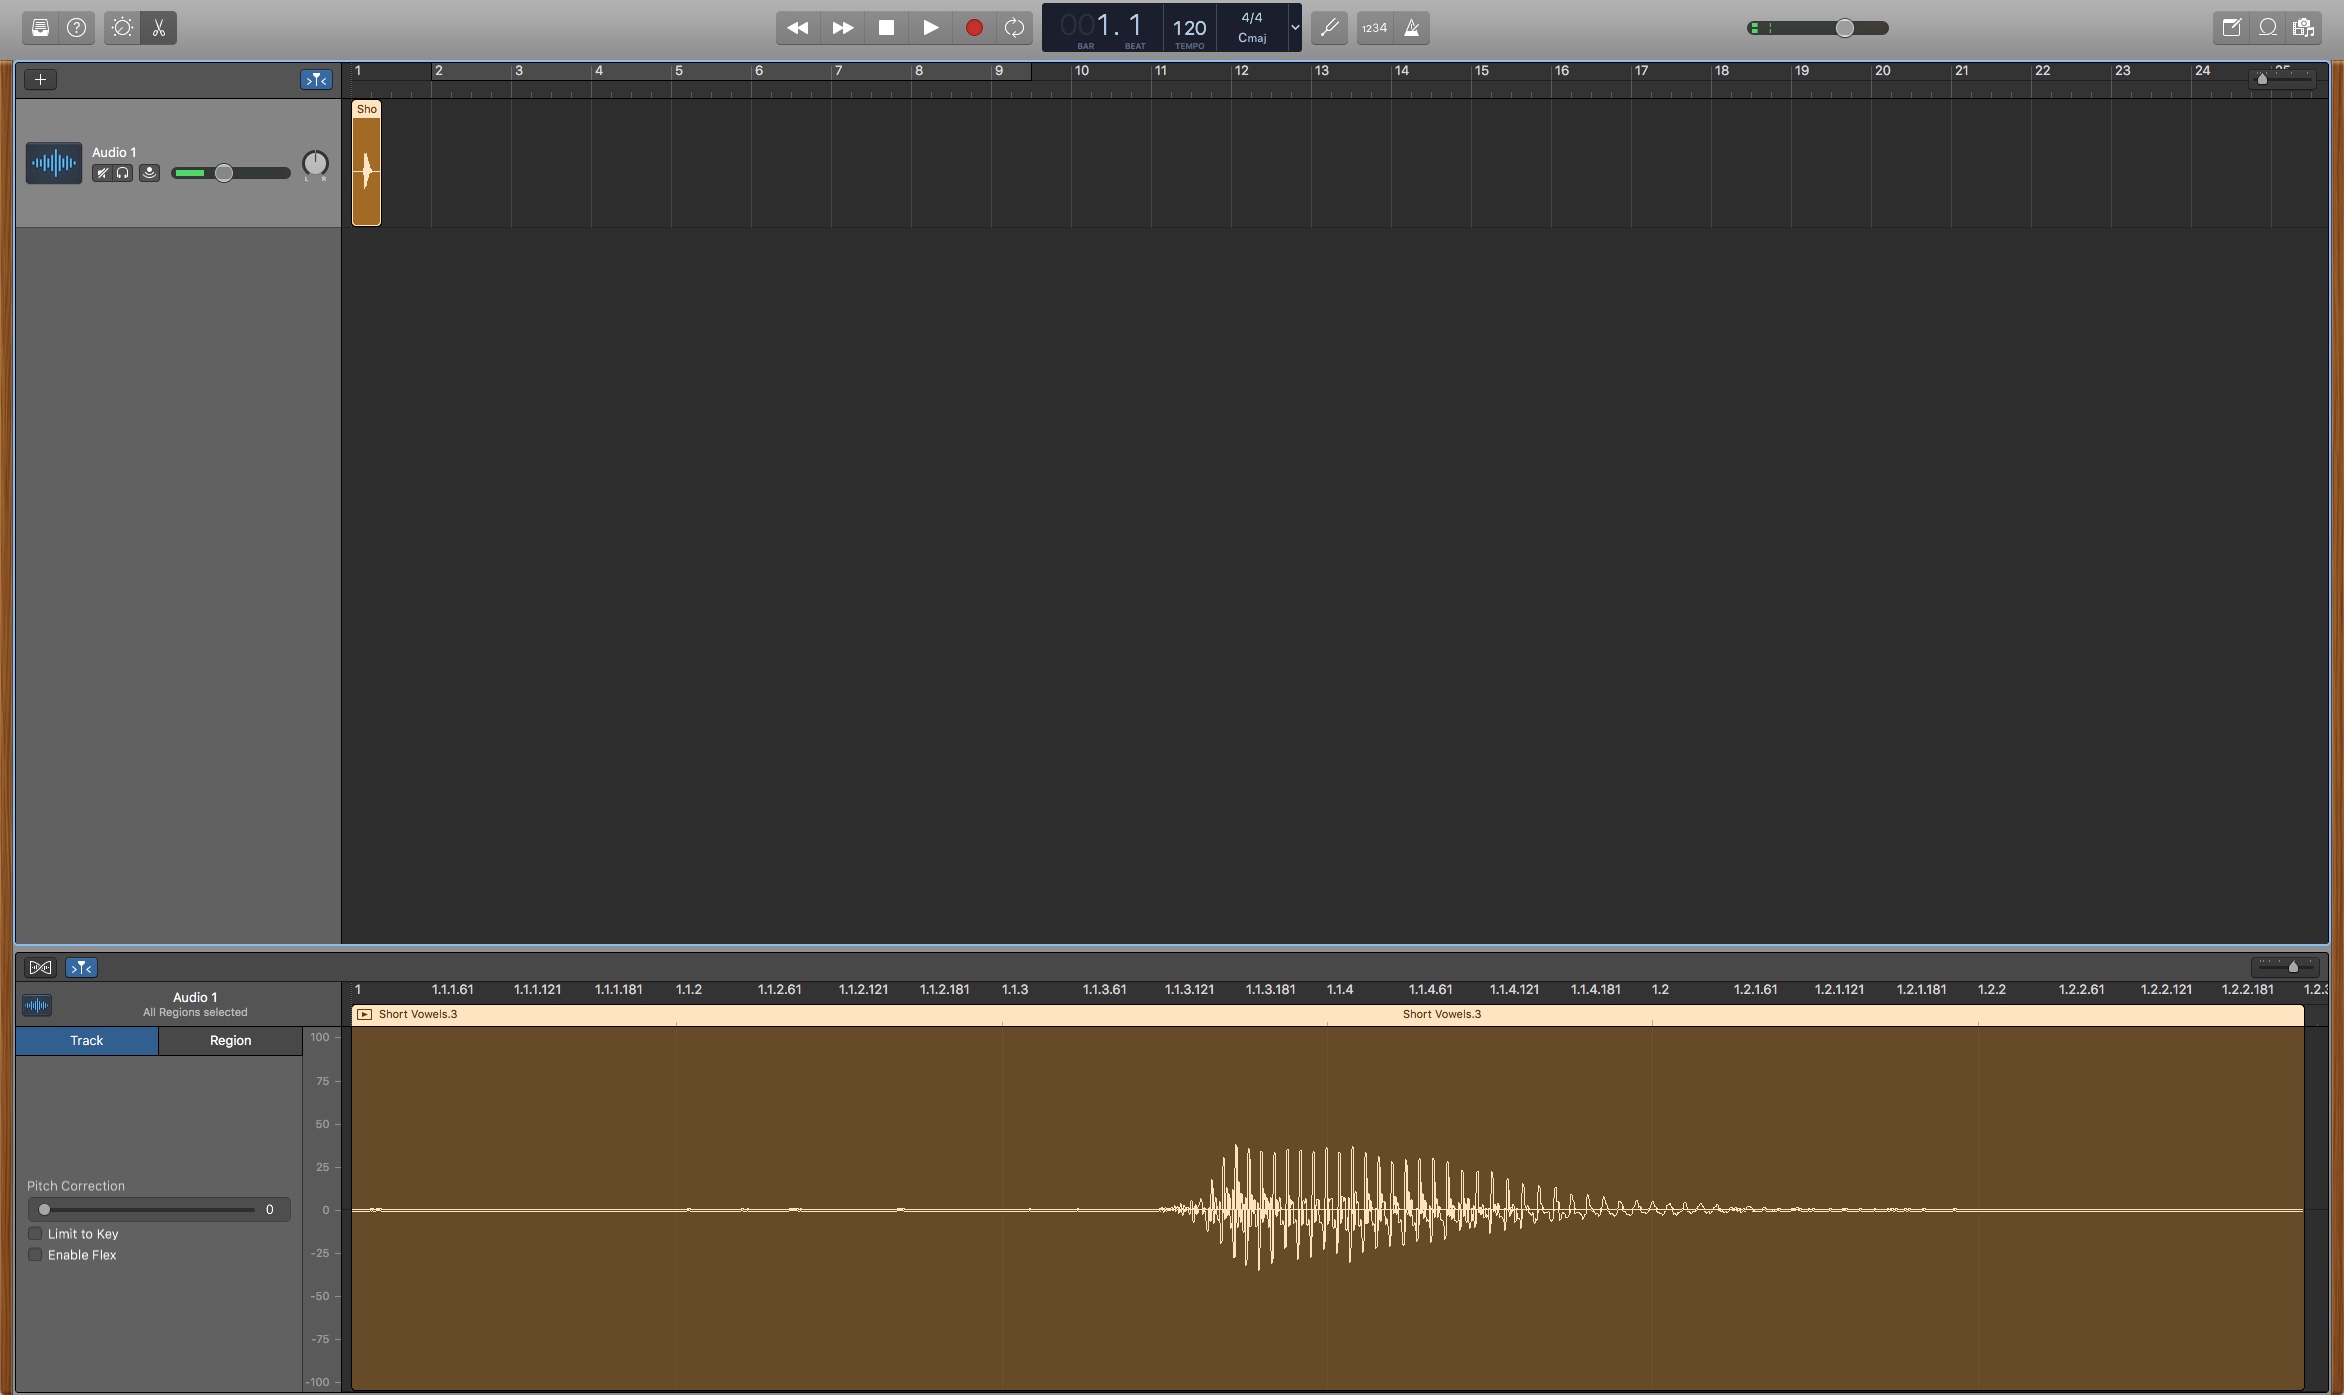 001.1
BAR BEAT
120
TEMPO
4/4
Cmaj
1234
1 2 3 4 5 6 7 8 9 10 11 12 13 14 15 16 17 18 19 20 21 22 23 24
Sho
Audio 1
L R
1 1.1.1.61 1.1.1.121 1.1.1.181 1.1.2 1.1.2.61 1.1.2.121 1.1.2.181 1.1.3 1.1.3.61 1.1.3.121 1.1.3.181 1.1.4 1.1.4.61 1.1.4.121 1.1.4.181 1.2 1.2.1.61 1.2.1.121 1.2.1.181 1.2.2 1.2.2.61 1.2.2.121 1.2.2.181 1.2.3
Audio 1
All Regions selected
Short Vowels.3 Short Vowels.3
Track Region
100
75
50
25
0
-25
-50
-75
-100
Pitch Correction
0
Limit to Key
Enable Flex